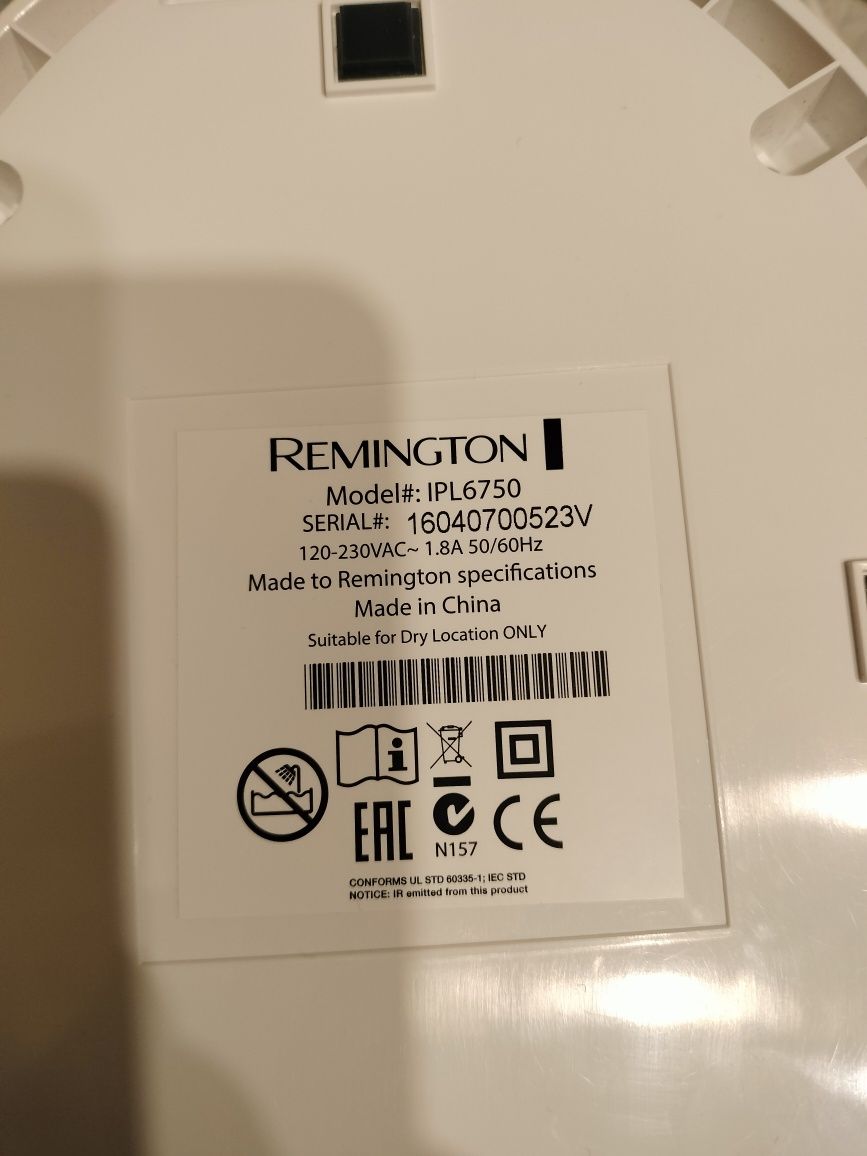 REMINGTON
Model#: IPL6750
SERIAL#: 16040700523V
120-230VAC~ 1.8A 50/60Hz
Made to Remington specifications
Made in China
Suitable for Dry Location ONLY
i
EAC CE
N157
CONFORMS UL STD 60335-1; IEC STD
NOTICE: IR emitted from this product